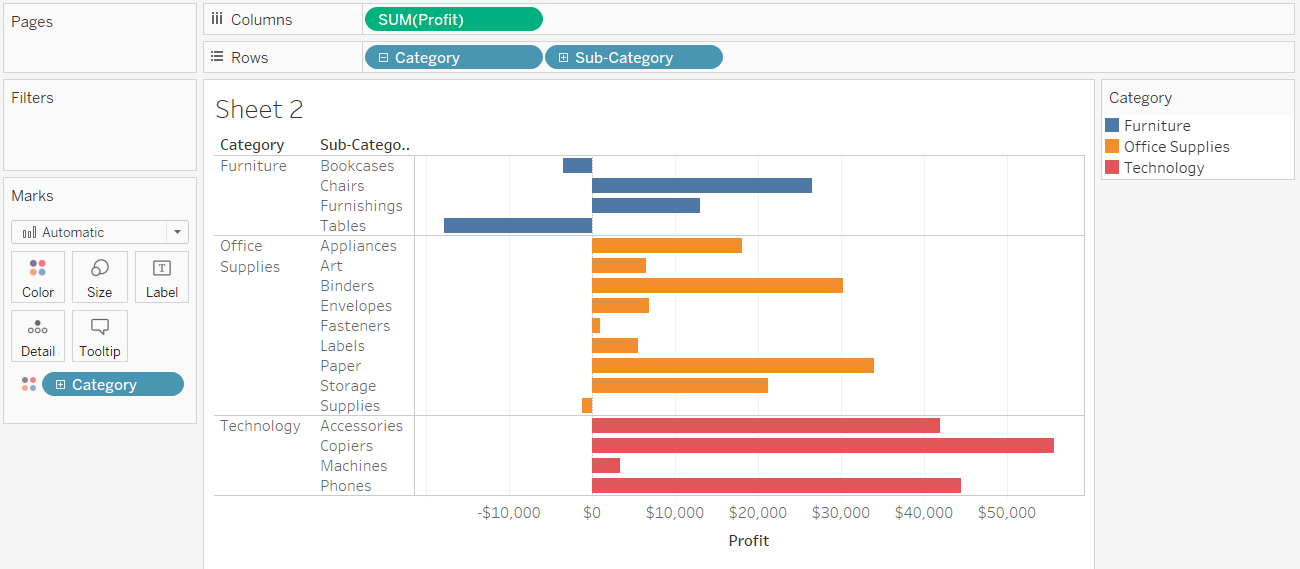 Pages
Columns
SUM(Profit)
Rows
Category
Sub-Category
Filters
Marks
Automatic
Color
Size
Label
Detail
Tooltip
Category
Sheet 2
Category
Sub-Catego..
Furniture
Bookcases
Chairs
Furnishings
Tables
Office
Supplies
Appliances
Art
Binders
Envelopes
Fasteners
Labels
Paper
Storage
Supplies
Technology
Accessories
Copiers
Machines
Phones
-$10,000
$0
$10,000
$20,000
$30,000
$40,000
$50,000
Profit
Category
Furniture
Office Supplies
Technology